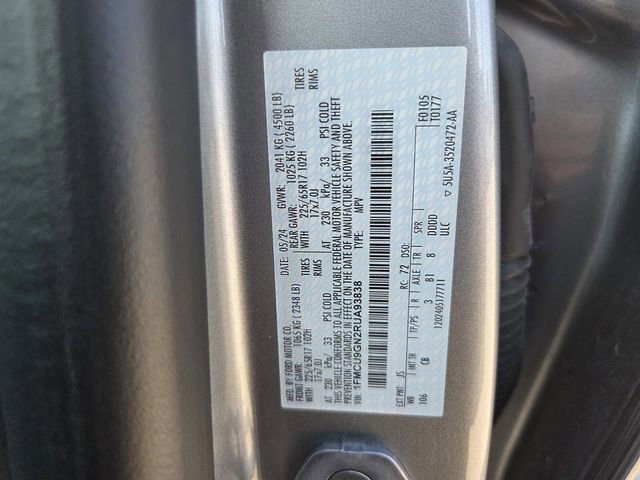 MFD. BY FORD MOTOR CO.
DATE: 05/24 GVWR: 2041 KG ( 4500 LB)
FRONT GAWR: 1065 KG ( 2348 LB) REAR GAWR: 1025 KG ( 2260 LB)
WITH 225/65R17 102H TIRES WITH 225/65R17 102H TIRES
17x7.0J RIMS 17x7.0J RIMS
AT 230 kPa/ 33 PSI COLD AT 230 kPa/ 33 PSI COLD
THIS VEHICLE CONFORMS TO ALL APPLICABLE FEDERAL MOTOR VEHICLE SAFETY AND THEFT
PREVENTION STANDARDS IN EFFECT ON THE DATE OF MANUFACTURE SHOWN ABOVE.
VIN: 1FMCU9GN2RUA93838 TYPE: MPV
F0105
T0177
EXT PNT: JS RC: 72 DSO:
WB INT TR TP/PS R AXLE TR SPR
106 CB 3 81 8 DDDD
ULC
1202405177711
▽ 5U5A-3520472-AA